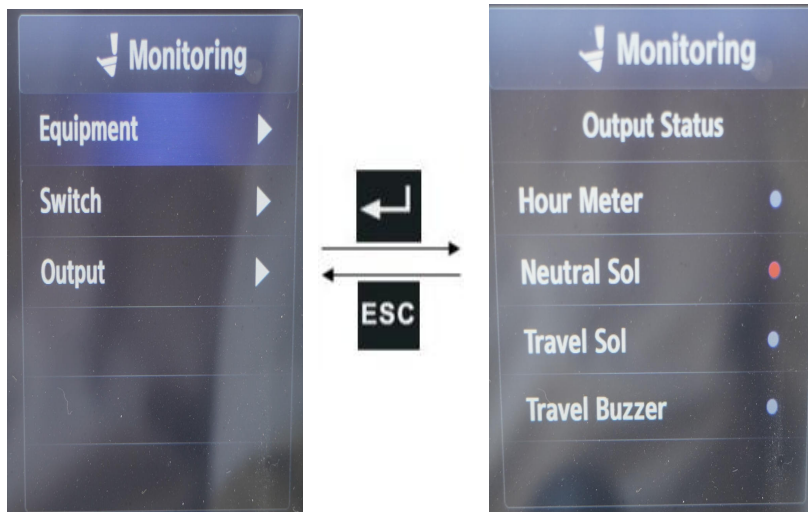 Monitoring
Equipment
Switch
Output
ESC
Monitoring
Output Status
Hour Meter
Neutral Sol
Travel Sol
Travel Buzzer